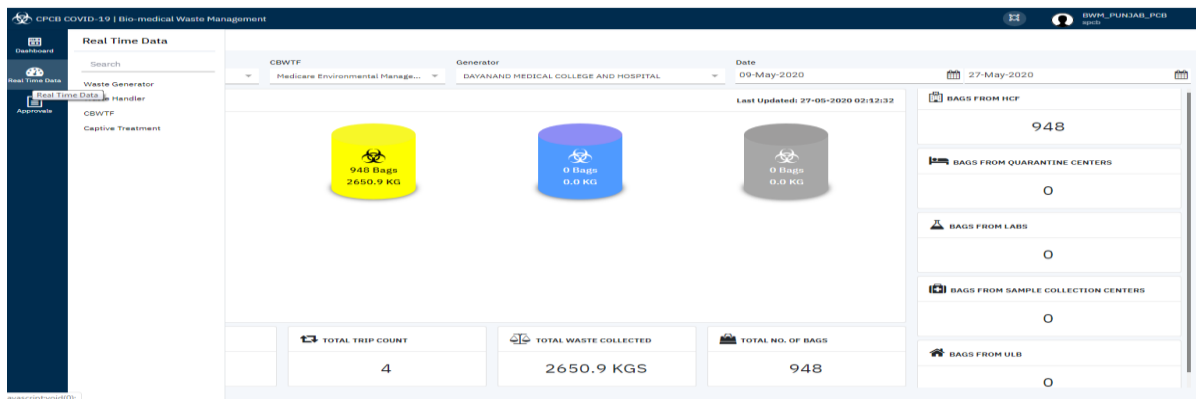 CPCB COVID-19 | Bio-medical Waste Management
BWM_PUNJAB_PCB
spcb
Dashboard
Real Time Data
Approvals
Real Time Data
Search
Waste Generator
Handler
Real Time Data
CBWTF
Captive Treatment
CBWTF
Medicare Environmental Manage...
Generator
DAYANAND MEDICAL COLLEGE AND HOSPITAL
Date
09-May-2020
27-May-2020
Last Updated: 27-05-2020 02:12:32
948 Bags
2650.9 KG
0 Bags
0.0 KG
0 Bags
0.0 KG
BAGS FROM HCF
948
BAGS FROM QUARANTINE CENTERS
0
BAGS FROM LABS
0
BAGS FROM SAMPLE COLLECTION CENTERS
0
BAGS FROM ULB
0
TOTAL TRIP COUNT
4
TOTAL WASTE COLLECTED
2650.9 KGS
TOTAL NO. OF BAGS
948